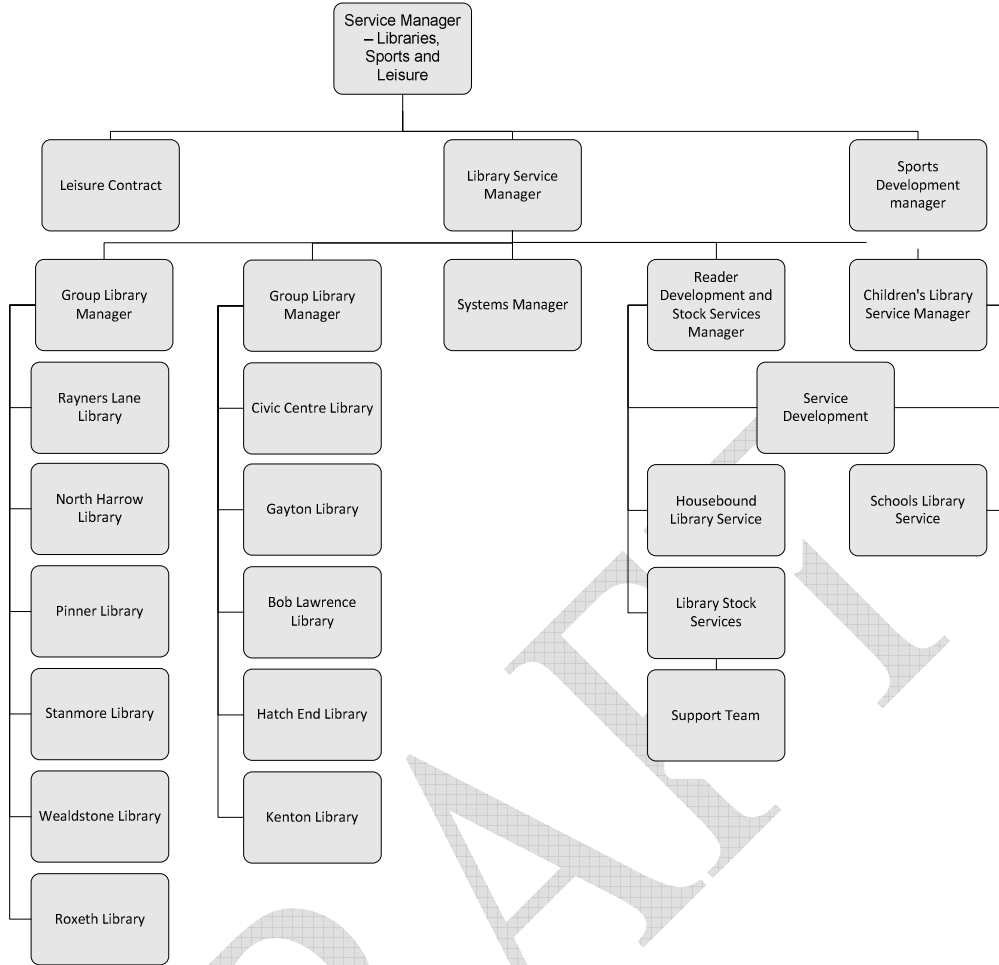 Service Manager
– Libraries,
Sports and
Leisure
Leisure Contract
Library Service
Manager
Sports
Development
manager
Group Library
Manager
Group Library
Manager
Systems Manager
Reader
Development and
Stock Services
Manager
Children's Library
Service Manager
Rayners Lane
Library
Civic Centre Library
Service
Development
North Harrow
Library
Gayton Library
Housebound
Library Service
Schools Library
Service
Pinner Library
Bob Lawrence
Library
Library Stock
Services
Stanmore Library
Hatch End Library
Support Team
Wealdstone Library
Kenton Library
Roxeth Library
DRAFT